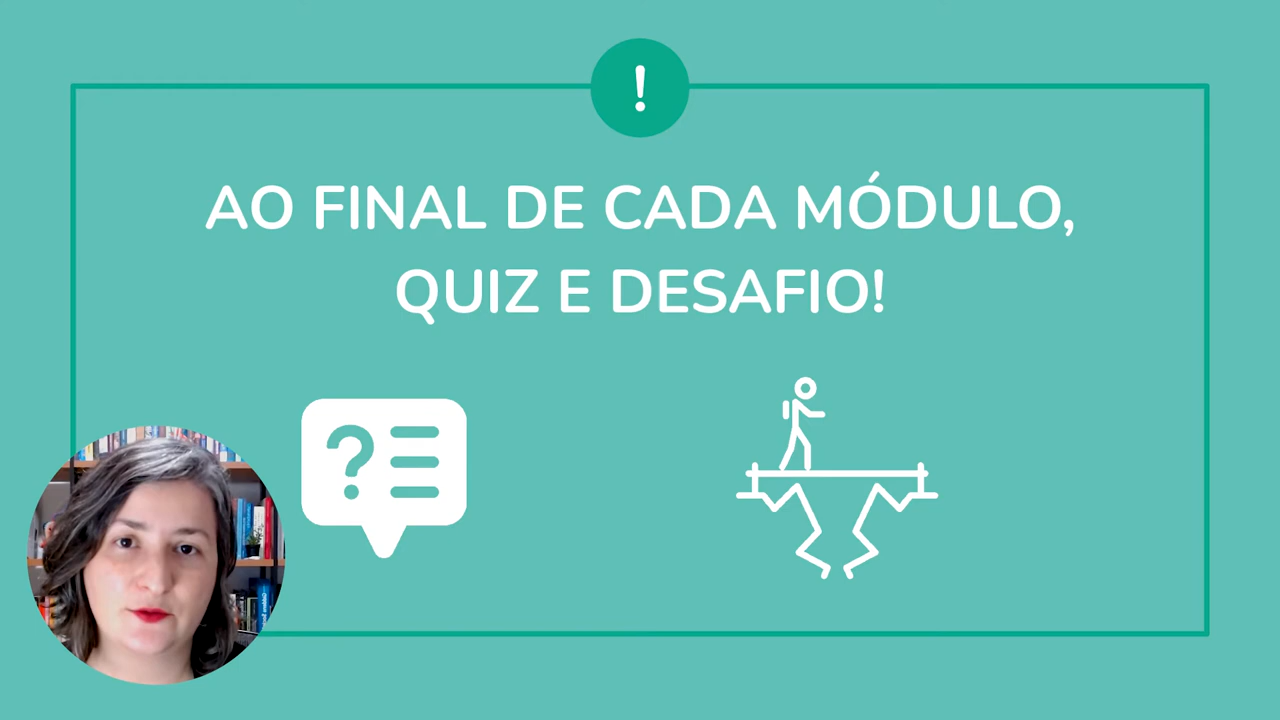 !
AO FINAL DE CADA MÓDULO,
QUIZ E DESAFIO!
?